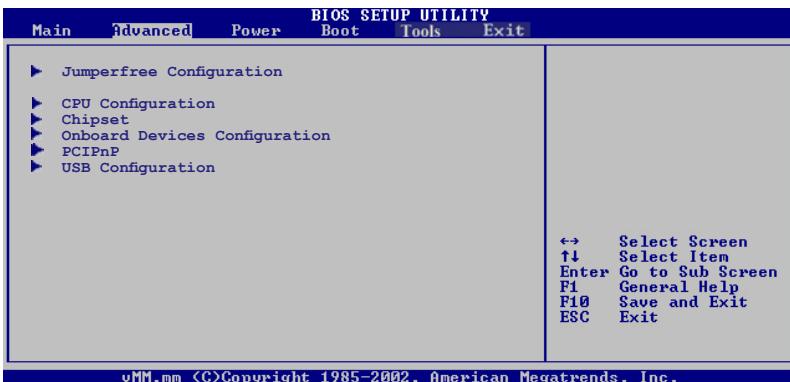 BIOS SETUP UTILITY
Main Advanced Power Boot Tools Exit
Jumperfree Configuration
CPU Configuration
Chipset
Onboard Devices Configuration
PCIPnP
USB Configuration
←→ Select Screen
↑↓ Select Item
Enter Go to Sub Screen
F1 General Help
F10 Save and Exit
ESC Exit
vMM.mm (C)Copyright 1985-2002, American Megatrends, Inc.